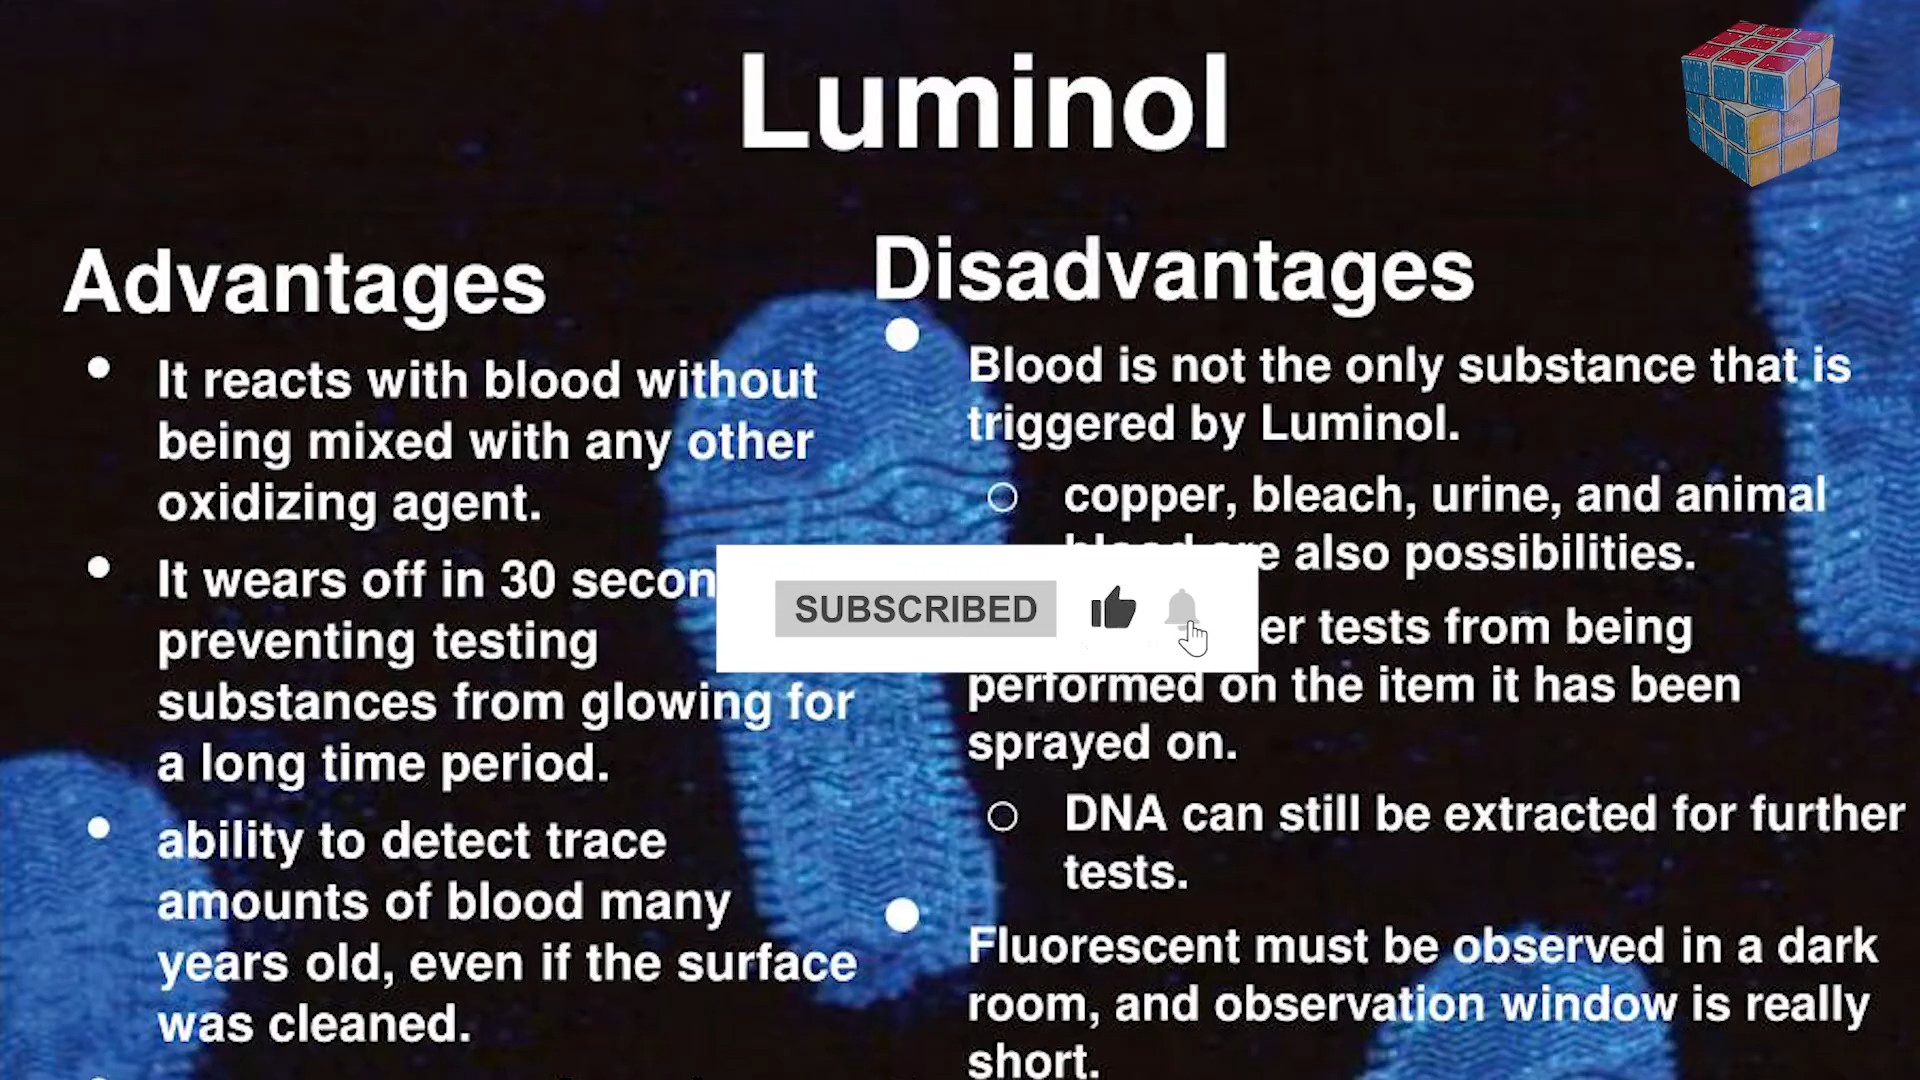 Luminol
Advantages
It reacts with blood without
being mixed with any other
oxidizing agent.
It wears off in 30 secon
preventing testing
substances from glowing for
a long time period.
ability to detect trace
amounts of blood many
years old, even if the surface
was cleaned.
Disadvantages
Blood is not the only substance that is
triggered by Luminol.
copper, bleach, urine, and animal
blood are also possibilities.
er tests from being
performed on the item it has been
sprayed on.
DNA can still be extracted for further
tests.
Fluorescent must be observed in a dark
room, and observation window is really
short.
SUBSCRIBED